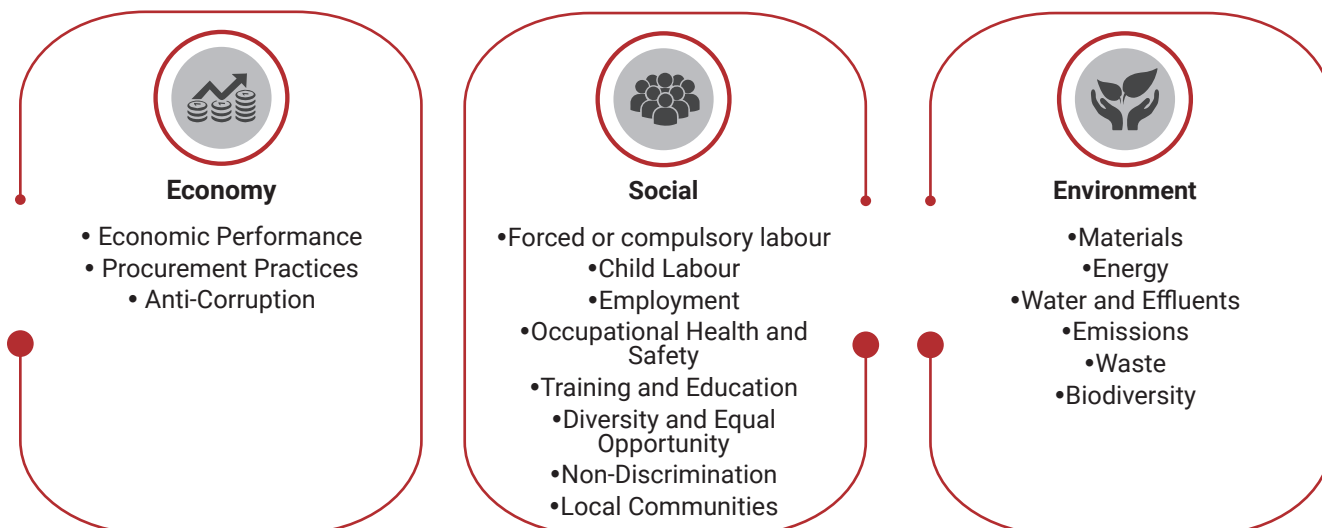 Economy
• Economic Performance
• Procurement Practices
• Anti-Corruption
Social
•Forced or compulsory labour
•Child Labour
•Employment
•Occupational Health and
Safety
•Training and Education
•Diversity and Equal
Opportunity
•Non-Discrimination
•Local Communities
Environment
•Materials
•Energy
•Water and Effluents
•Emissions
•Waste
•Biodiversity